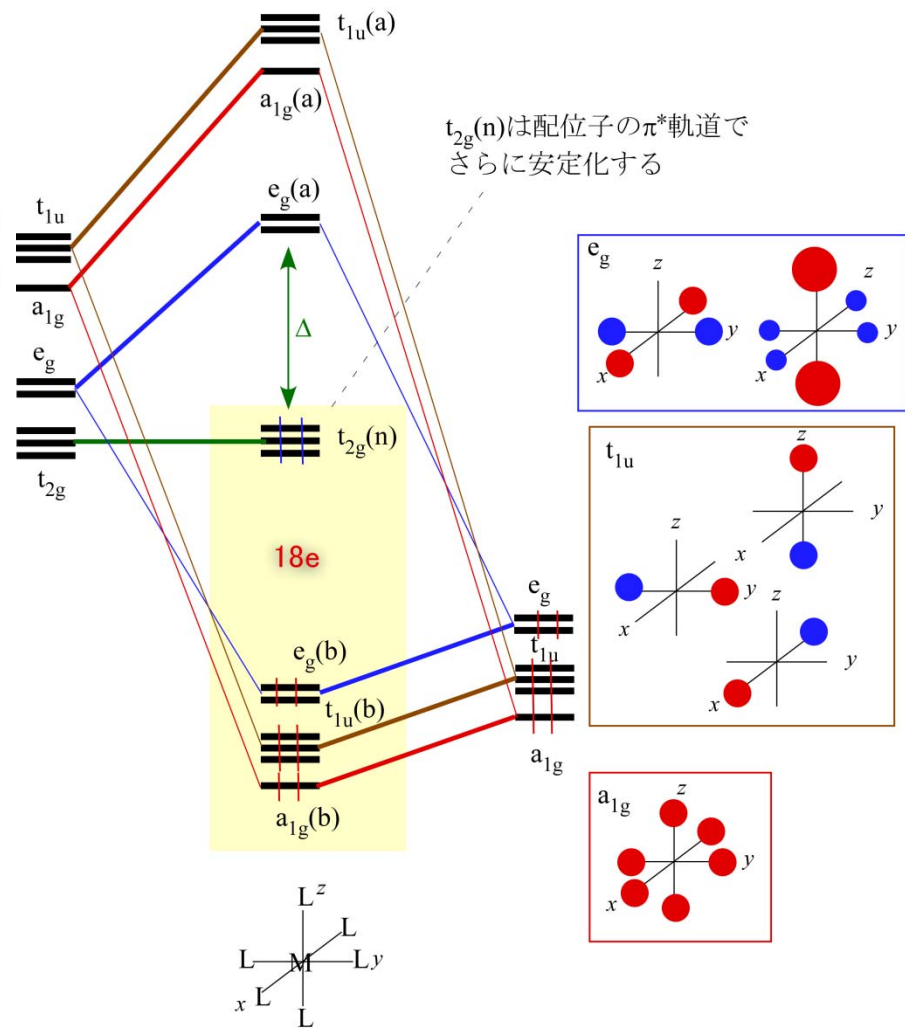 t1u(a)
a1g(a)
t2g(n)は配位子のπ*軌道で
さらに安定化する
eg(a)
t1u
a1g
eg
t2g
Δ
t2g(n)
18e
eg
t1u
a1g
eg(b)
t1u(b)
a1g(b)
eg
z
y
x
z
y
x
t1u
z
y
x
z
y
x
z
y
x
a1g
z
y
x
L z
L
L M L y
x L
L